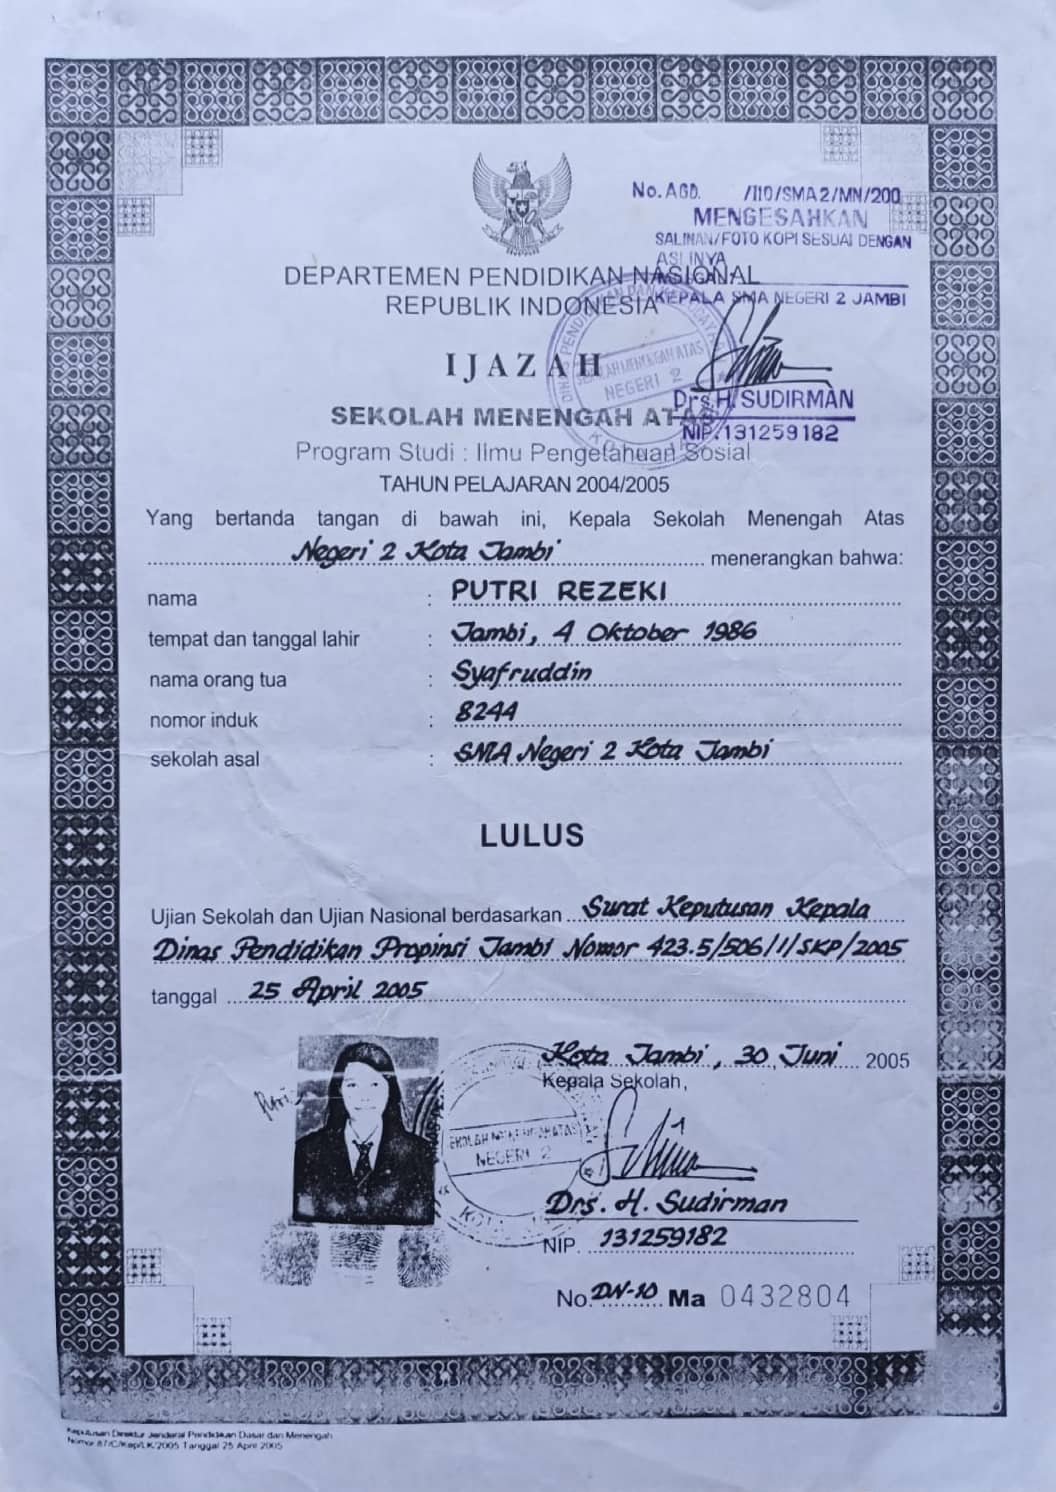 No. AGD. /110/SMA 2/MN/200
MENGESAHKAN
SALINAN/FOTO KOPI SESUAI DENGAN
ASLINYA
KEPALA SMA NEGERI 2 JAMBI
Drs. H. SUDIRMAN
NIP. 131259182
DEPARTEMEN PENDIDIKAN NASIONAL
REPUBLIK INDONESIA
IJAZAH
SEKOLAH MENENGAH ATAS
Program Studi : Ilmu Pengetahuan Sosial
TAHUN PELAJARAN 2004/2005
SEKOLAH MENENGAH ATAS
NEGERI 2
Yang bertanda tangan di bawah ini, Kepala Sekolah Menengah Atas
Negeri 2 Kota Jambi menerangkan bahwa:
nama : PUTRI REZEKI
tempat dan tanggal lahir : Jambi, 4 Oktober 1986
nama orang tua : Syafruddin
nomor induk : 8244
sekolah asal : SMA Negeri 2 Kota Jambi
LULUS
Ujian Sekolah dan Ujian Nasional berdasarkan Surat Keputusan Kepala
Dinas Pendidikan Propinsi Jambi Nomor 423.5/506/1/SKP/2005
tanggal 25 April 2005
Kota Jambi, 30 Juni 2005
Kepala Sekolah,
SEKOLAH MENENGAH ATAS
NEGERI 2
Drs. H. Sudirman
NIP. 131259182
No. DN-10 Ma 0432804
Keputusan Direktur Jenderal Pendidikan Dasar dan Menengah
Nomor 87/C/Kep/LK/2005 Tanggal 25 April 2005